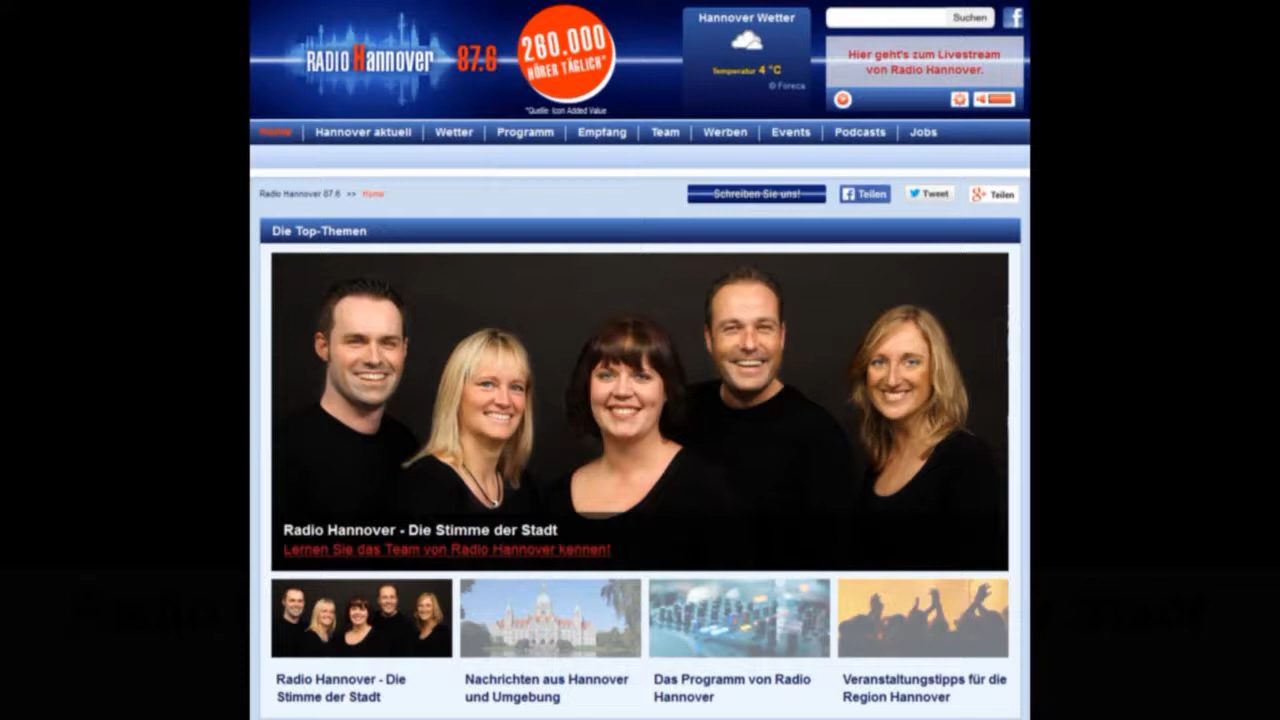 RADIO Hannover 87.6
260.000
HÖRER TÄGLICH*
*Quelle: Icon Added Value
Hannover Wetter
Temperatur 4 °C
© Foreca
Suchen
f
Hier geht's zum Livestream
von Radio Hannover.
Home
Hannover aktuell
Wetter
Programm
Empfang
Team
Werben
Events
Podcasts
Jobs
Radio Hannover 87.6 >> Home
Schreiben Sie uns!
f Teilen
Tweet
g+ Teilen
Die Top-Themen
Radio Hannover - Die Stimme der Stadt
Lernen Sie das Team von Radio Hannover kennen!
Radio Hannover - Die
Stimme der Stadt
Nachrichten aus Hannover
und Umgebung
Das Programm von Radio
Hannover
Veranstaltungstipps für die
Region Hannover